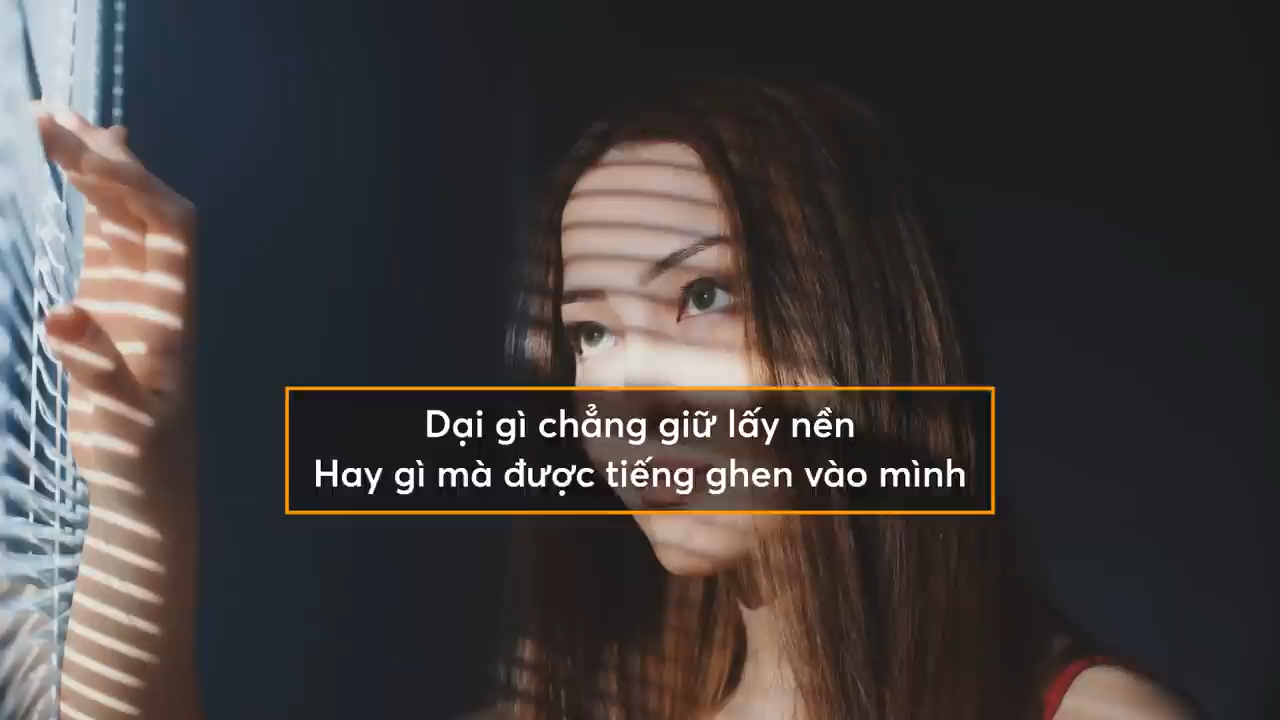 Dại gì chẳng giữ lấy nền
Hay gì mà được tiếng ghen vào mình